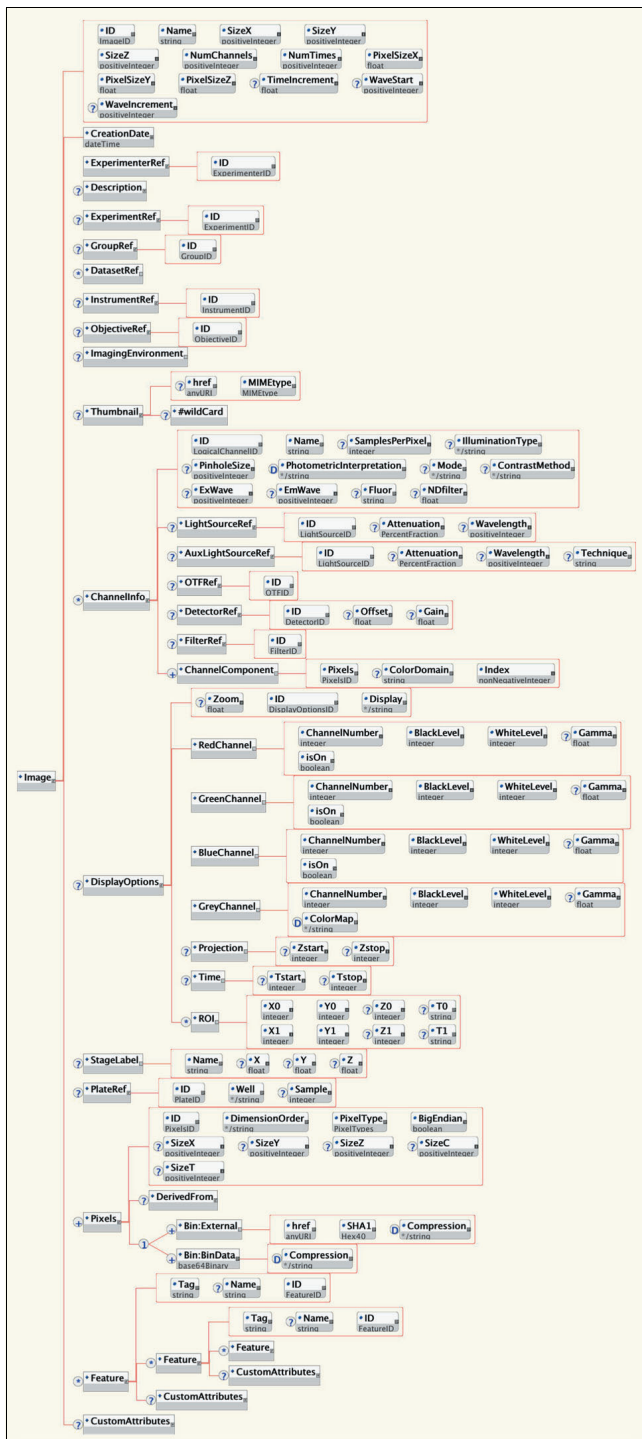 ID Name SizeX SizeY
ImageID string positiveInteger positiveInteger
SizeZ NumChannels NumTimes PixelSizeX
positiveInteger positiveInteger positiveInteger float
PixelSizeY PixelSizeZ ? TimeIncrement ? WaveStart
float float float positiveInteger
? WaveIncrement
positiveInteger
CreationDate
dateTime
ExperimenterRef ID
ExperimenterID
? Description
? ExperimentRef ID
ExperimentID
? GroupRef ID
GroupID
* DatasetRef
? InstrumentRef ID
InstrumentID
? ObjectiveRef ID
ObjectiveID
? ImagingEnvironment
? href MIMEtype
anyURI MIMEtype
? Thumbnail ? #wildCard
ID Name ? SamplesPerPixel ? IlluminationType
LogicalChannelID string integer */string
? PinholeSize D PhotometricInterpretation ? Mode ? ContrastMethod
positiveInteger */string */string */string
? ExWave ? EmWave ? Fluor ? NDfilter
positiveInteger positiveInteger string float
? LightSourceRef ID ? Attenuation ? Wavelength
LightSourceID PercentFraction positiveInteger
? AuxLightSourceRef ID ? Attenuation ? Wavelength ? Technique
LightSourceID PercentFraction positiveInteger string
? OTFRef ID
OTFID
* ChannelInfo
? DetectorRef ID ? Offset ? Gain
DetectorID float float
? FilterRef ID
FilterID
+ ChannelComponent Pixels ? ColorDomain Index
PixelsID string nonNegativeInteger
? Zoom ID Display
float DisplayOptionsID */string
RedChannel ChannelNumber BlackLevel WhiteLevel ? Gamma
integer integer integer float
isOn
boolean
Image
GreenChannel ChannelNumber BlackLevel WhiteLevel ? Gamma
integer integer integer float
isOn
boolean
BlueChannel ChannelNumber BlackLevel WhiteLevel ? Gamma
integer integer integer float
isOn
boolean
? DisplayOptions
GreyChannel ChannelNumber BlackLevel WhiteLevel ? Gamma
integer integer integer float
D ColorMap
*/string
? Projection ? Zstart ? Zstop
integer integer
? Time ? Tstart ? Tstop
integer integer
* ROI X0 Y0 ? Z0 ? T0
integer integer integer string
X1 Y1 ? Z1 ? T1
integer integer integer string
? StageLabel Name ? X ? Y ? Z
string float float float
? PlateRef ID Well ? Sample
PlateID */string integer
ID DimensionOrder PixelType BigEndian
PixelsID */string PixelTypes boolean
? SizeX ? SizeY ? SizeZ ? SizeC
positiveInteger positiveInteger positiveInteger positiveInteger
? SizeT
positiveInteger
? DerivedFrom
+ Pixels
1 + Bin:External href SHA1 D Compression
anyURI Hex40 */string
+ Bin:BinData D Compression
base64Binary */string
Tag ? Name ID
string string FeatureID
Tag ? Name ID
string string FeatureID
* Feature
* Feature
? CustomAttributes
* Feature
? CustomAttributes
? CustomAttributes